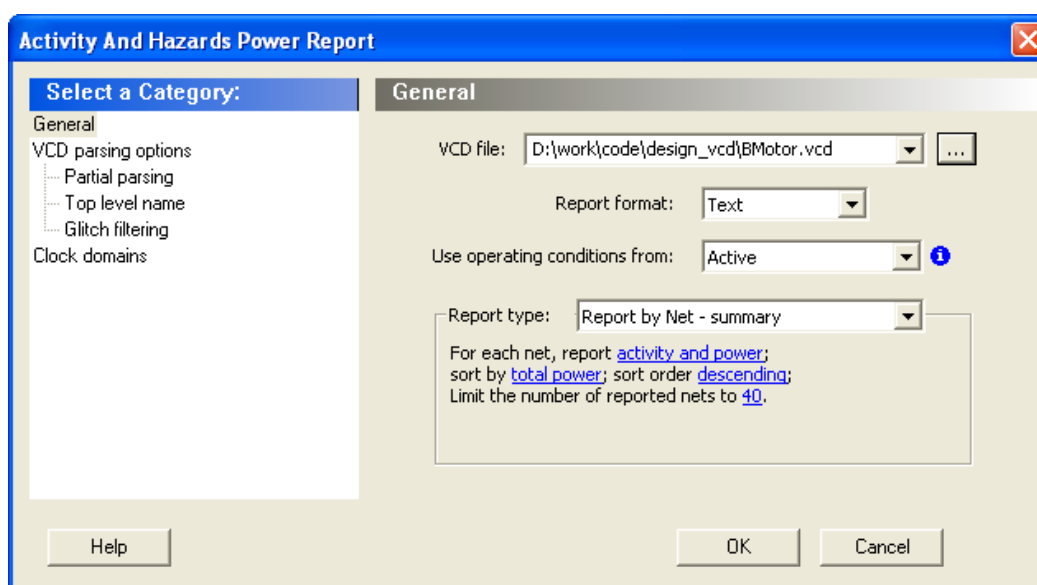 Activity And Hazards Power Report
Select a Category:
General
VCD parsing options
Partial parsing
Top level name
Glitch filtering
Clock domains
General
VCD file: D:\work\code\design_vcd\BMotor.vcd ...
Report format: Text
Use operating conditions from: Active
Report type: Report by Net - summary
For each net, report activity and power;
sort by total power; sort order descending;
Limit the number of reported nets to 40.
Help OK Cancel